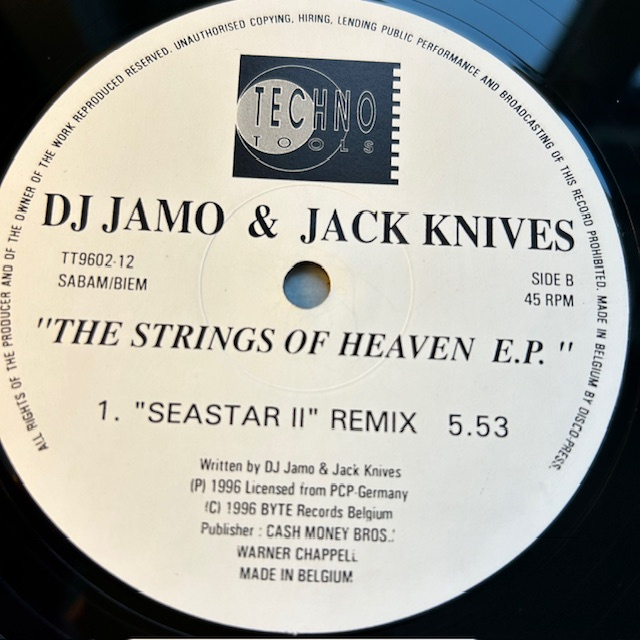 ALL RIGHTS OF THE PRODUCER AND OF THE OWNER OF THE WORK REPRODUCED RESERVED. UNAUTHORISED COPYING, HIRING, LENDING PUBLIC PERFORMANCE AND BROADCASTING OF THIS RECORD PROHIBITED. MADE IN BELGIUM BY DISCO-PRESS.
TECHNO
TOOLS
DJ JAMO & JACK KNIVES
TT9602-12
SABAM/BIEM
SIDE B
45 RPM
"THE STRINGS OF HEAVEN E.P. "
1. "SEASTAR II" REMIX 5.53
Written by DJ Jamo & Jack Knives
(P) 1996 Licensed from PCP-Germany
(C) 1996 BYTE Records Belgium
Publisher : CASH MONEY BROS./
WARNER CHAPPELL
MADE IN BELGIUM